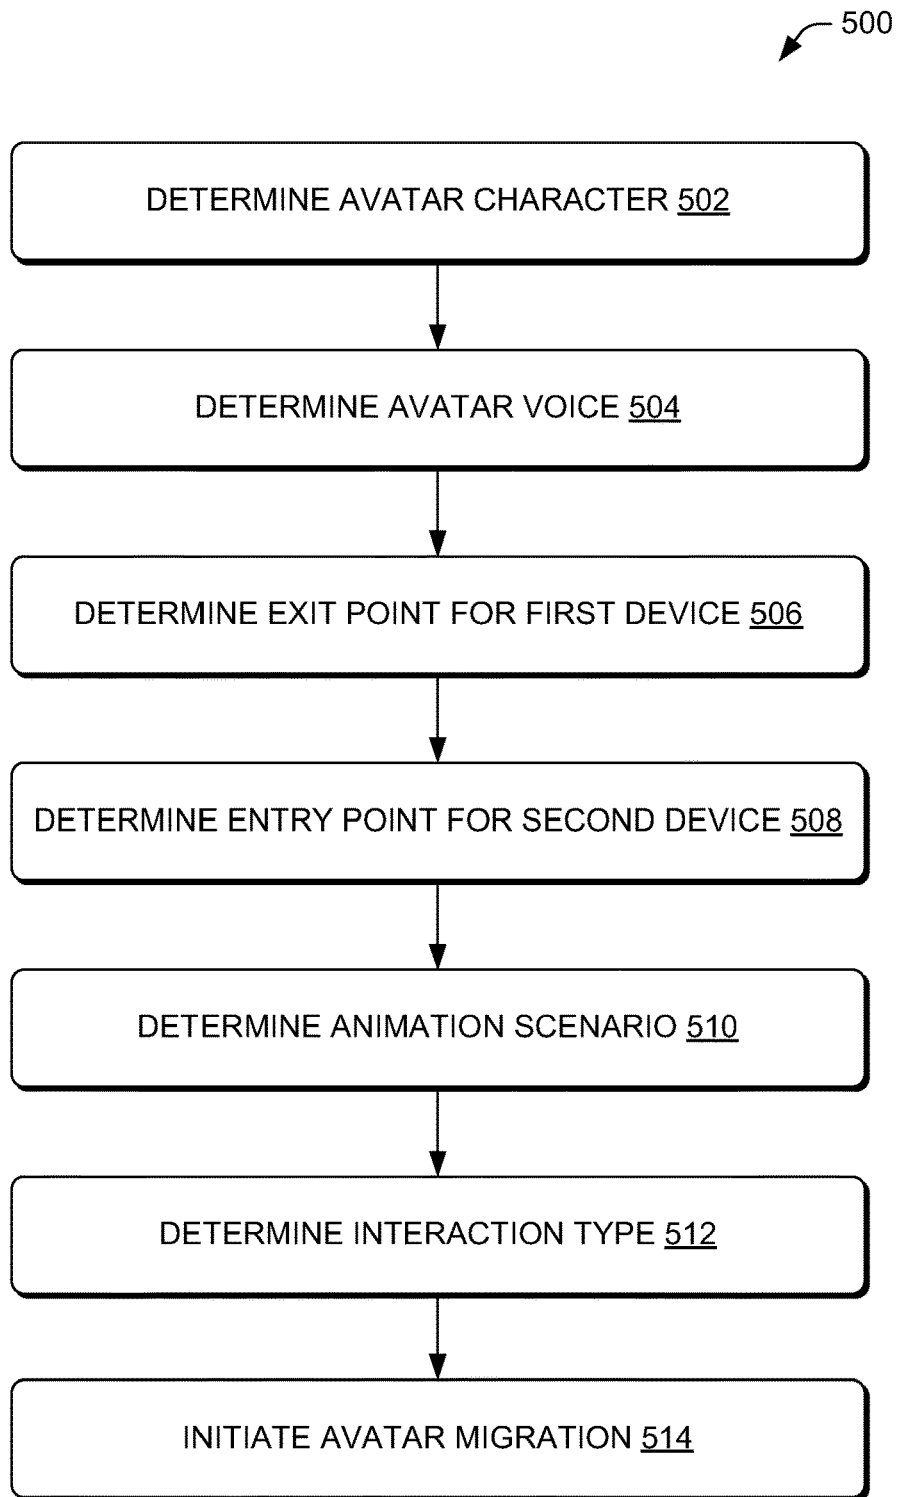 500
DETERMINE AVATAR CHARACTER 502
DETERMINE AVATAR VOICE 504
DETERMINE EXIT POINT FOR FIRST DEVICE 506
DETERMINE ENTRY POINT FOR SECOND DEVICE 508
DETERMINE ANIMATION SCENARIO 510
DETERMINE INTERACTION TYPE 512
INITIATE AVATAR MIGRATION 514